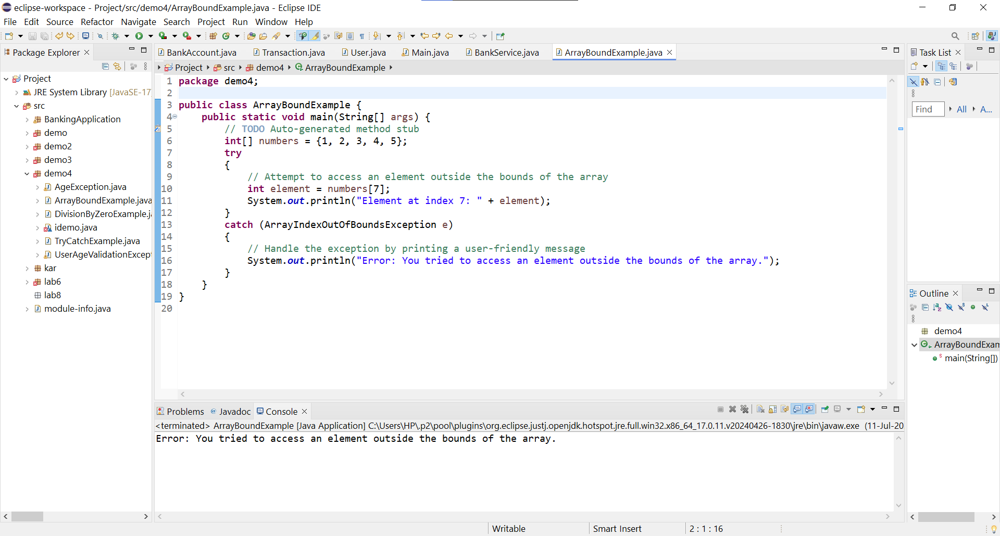 eclipse-workspace - Project/src/demo4/ArrayBoundExample.java - Eclipse IDE
File Edit Source Refactor Navigate Search Project Run Window Help
Package Explorer
Project
JRE System Library [JavaSE-17
src
BankingApplication
demo
demo2
demo3
demo4
AgeException.java
ArrayBoundExample.java
DivisionByZeroExample.ja
idemo.java
TryCatchExample.java
UserAgeValidationExcept
kar
lab6
lab8
module-info.java
BankAccount.java Transaction.java User.java Main.java BankService.java ArrayBoundExample.java
Project src demo4 ArrayBoundExample
1 package demo4;
2
3 public class ArrayBoundExample {
4 public static void main(String[] args) {
5 // TODO Auto-generated method stub
6 int[] numbers = {1, 2, 3, 4, 5};
7 try
8 {
9 // Attempt to access an element outside the bounds of the array
10 int element = numbers[7];
11 System.out.println("Element at index 7: " + element);
12 }
13 catch (ArrayIndexOutOfBoundsException e)
14 {
15 // Handle the exception by printing a user-friendly message
16 System.out.println("Error: You tried to access an element outside the bounds of the array.");
17 }
18 }
19 }
20
Problems @ Javadoc Console
<terminated> ArrayBoundExample [Java Application] C:\Users\HP\.p2\pool\plugins\org.eclipse.justj.openjdk.hotspot.jre.full.win32.x86_64_17.0.11.v20240426-1830\jre\bin\javaw.exe (11-Jul-20
Error: You tried to access an element outside the bounds of the array.
Task List
Find All A...
Outline
demo4
ArrayBoundExam
main(String[])
Writable Smart Insert 2 : 1 : 16